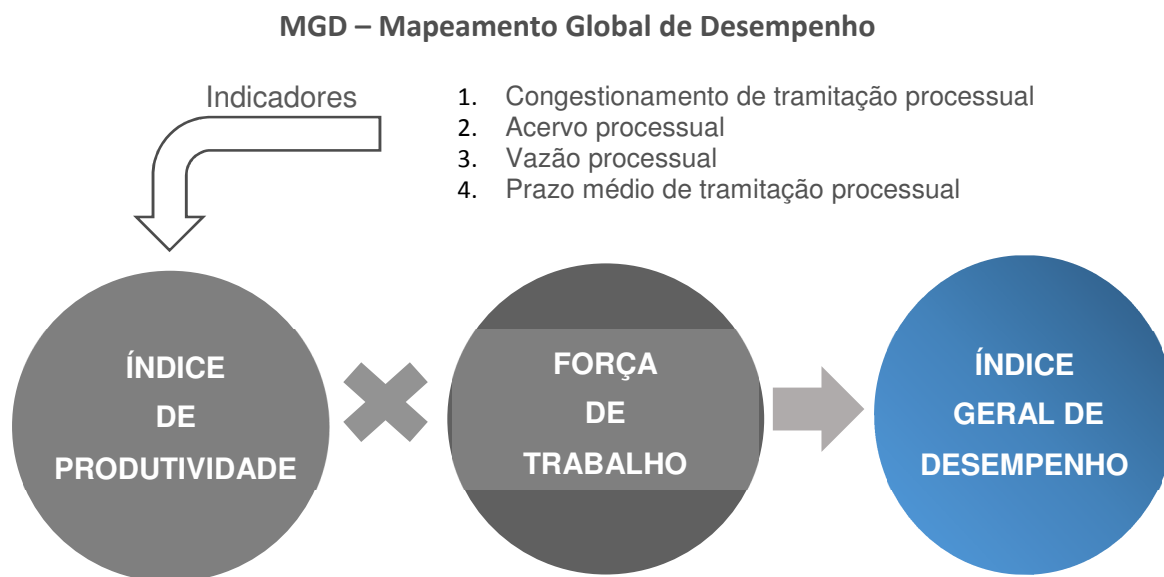 MGD – Mapeamento Global de Desempenho
Indicadores
1. Congestionamento de tramitação processual
2. Acervo processual
3. Vazão processual
4. Prazo médio de tramitação processual
ÍNDICE
DE
PRODUTIVIDADE
FORÇA
DE
TRABALHO
ÍNDICE
GERAL DE
DESEMPENHO